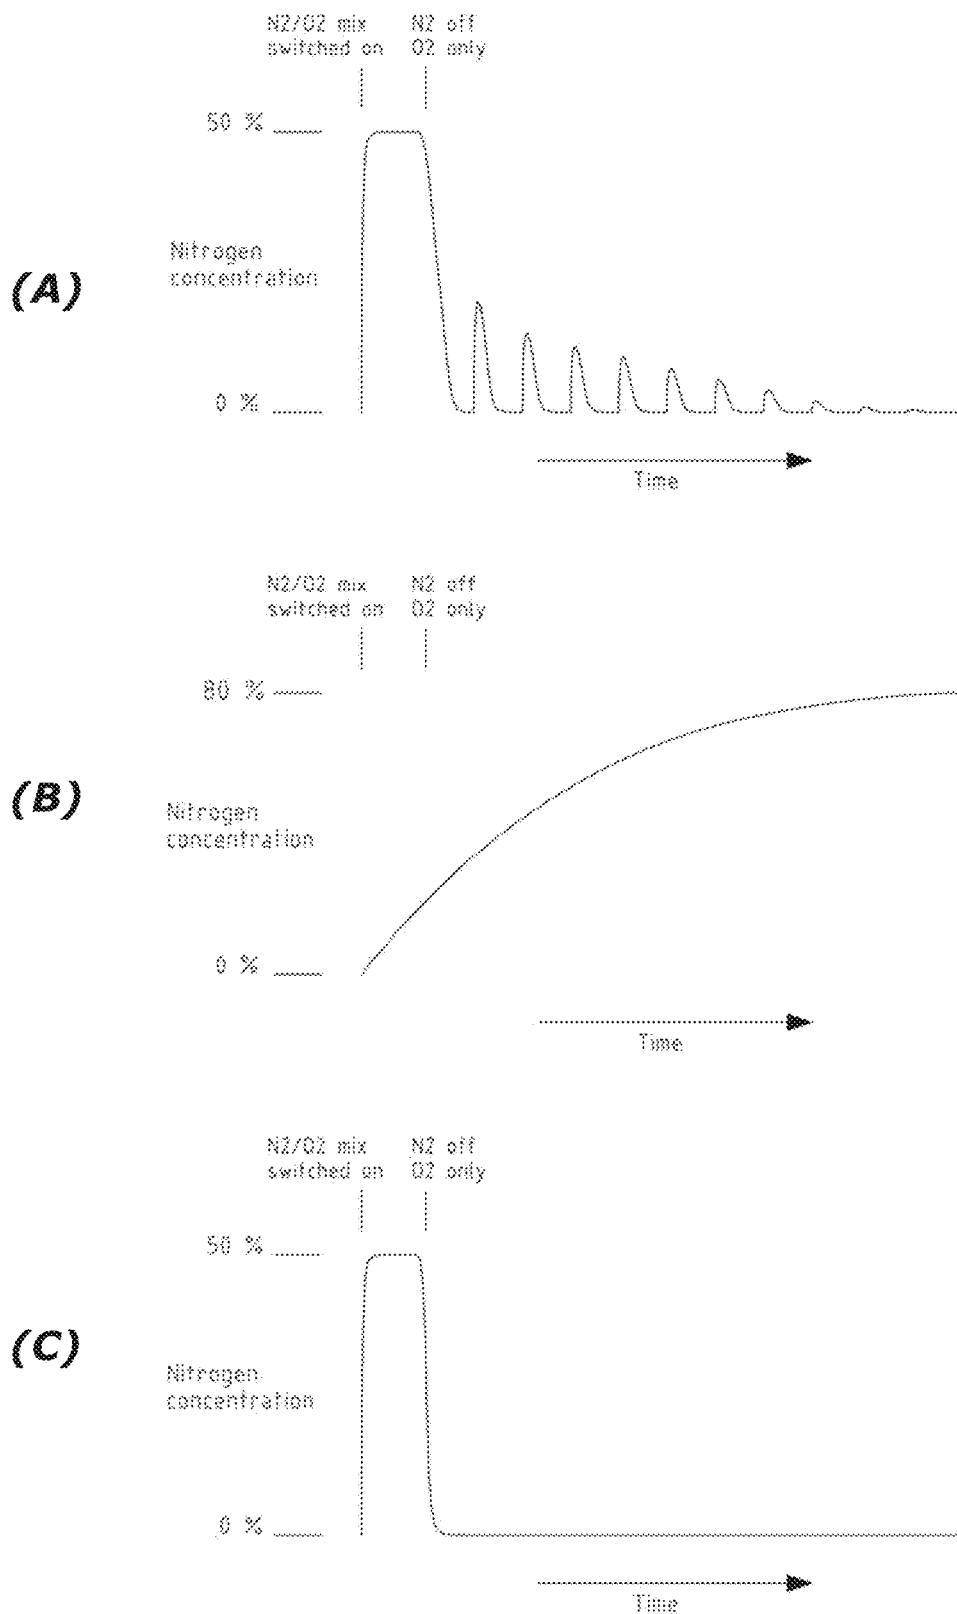 N2/O2 mix N2 off
switched on O2 only
50 %
Nitrogen
concentration
(A)
0 %
Time
N2/O2 mix N2 off
switched on O2 only
80 %
(B)
Nitrogen
concentration
0 %
Time
N2/O2 mix N2 off
switched on O2 only
50 %
(C)
Nitrogen
concentration
0 %
Time